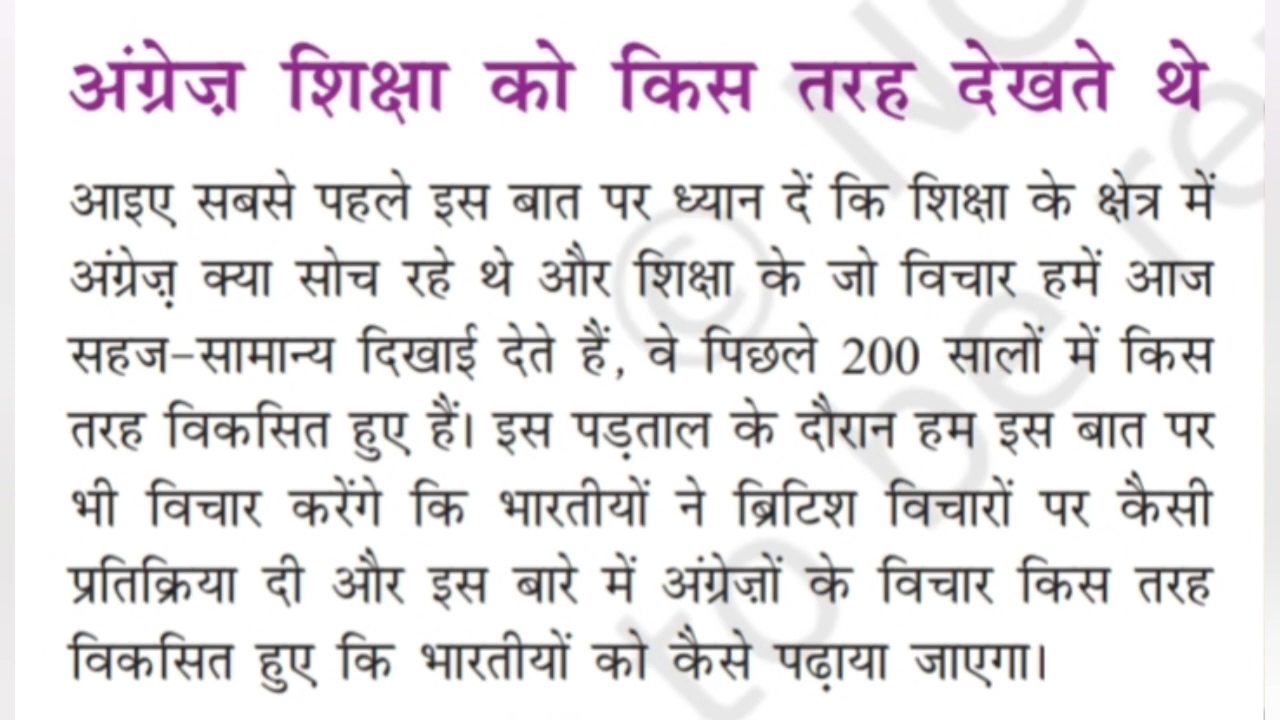 अंग्रेज़ शिक्षा को किस तरह देखते थे
आइए सबसे पहले इस बात पर ध्यान दें कि शिक्षा के क्षेत्र में
अंग्रेज़ क्या सोच रहे थे और शिक्षा के जो विचार हमें आज
सहज-सामान्य दिखाई देते हैं, वे पिछले 200 सालों में किस
तरह विकसित हुए हैं। इस पड़ताल के दौरान हम इस बात पर
भी विचार करेंगे कि भारतीयों ने ब्रिटिश विचारों पर कैसी
प्रतिक्रिया दी और इस बारे में अंग्रेज़ों के विचार किस तरह
विकसित हुए कि भारतीयों को कैसे पढ़ाया जाएगा।